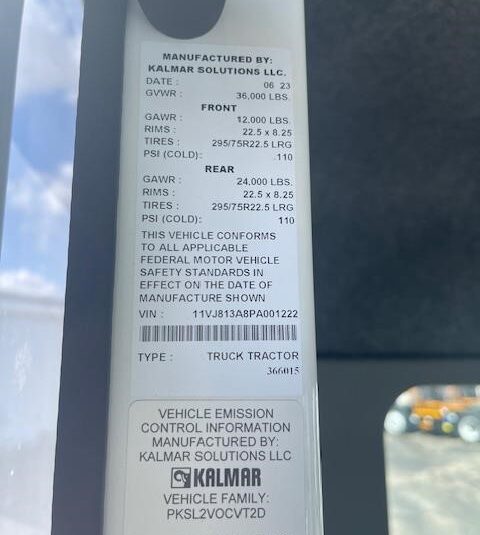 MANUFACTURED BY:
KALMAR SOLUTIONS LLC.
DATE : 06 23
GVWR : 36,000 LBS.
FRONT
GAWR : 12,000 LBS.
RIMS : 22.5 x 8.25
TIRES : 295/75R22.5 LRG
PSI (COLD): 110
REAR
GAWR : 24,000 LBS.
RIMS : 22.5 x 8.25
TIRES : 295/75R22.5 LRG
PSI (COLD): 110
THIS VEHICLE CONFORMS
TO ALL APPLICABLE
FEDERAL MOTOR VEHICLE
SAFETY STANDARDS IN
EFFECT ON THE DATE OF
MANUFACTURE SHOWN
VIN : 11VJ813A8PA001222
TYPE : TRUCK TRACTOR
366015
VEHICLE EMISSION
CONTROL INFORMATION
MANUFACTURED BY:
KALMAR SOLUTIONS LLC
KALMAR
VEHICLE FAMILY:
PKSL2VOCVT2D